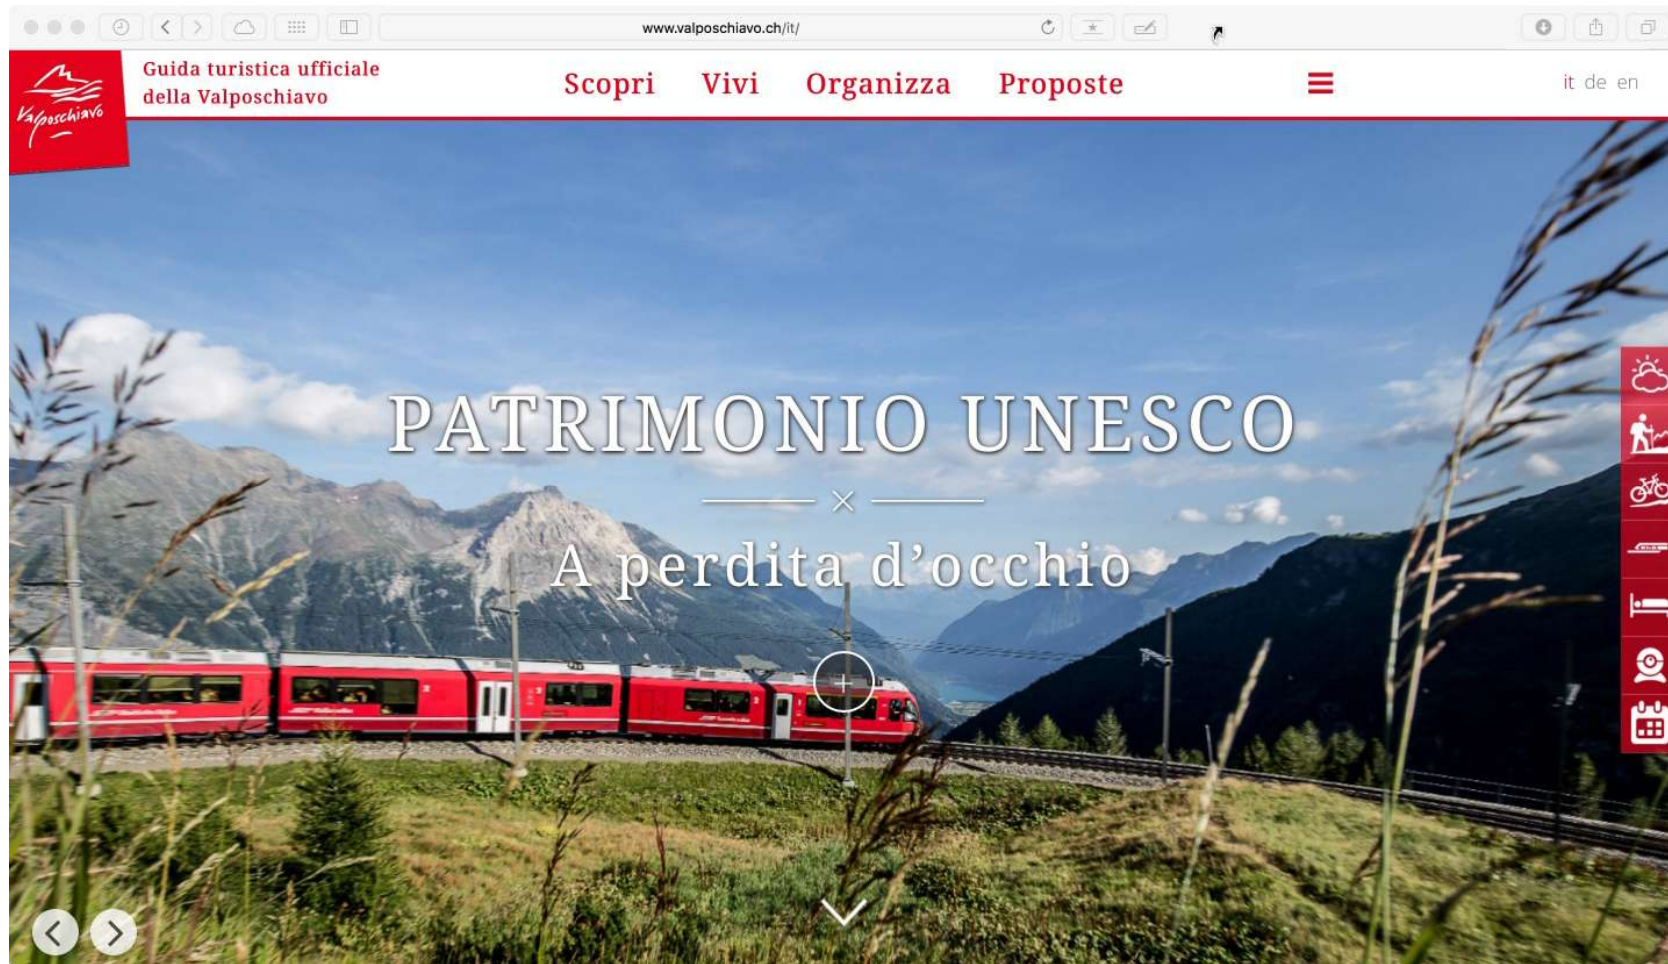 www.valposchiavo.ch/it/
Valposchiavo
Guida turistica ufficiale
della Valposchiavo
Scopri Vivi Organizza Proposte
it de en
PATRIMONIO UNESCO
A perdita d'occhio